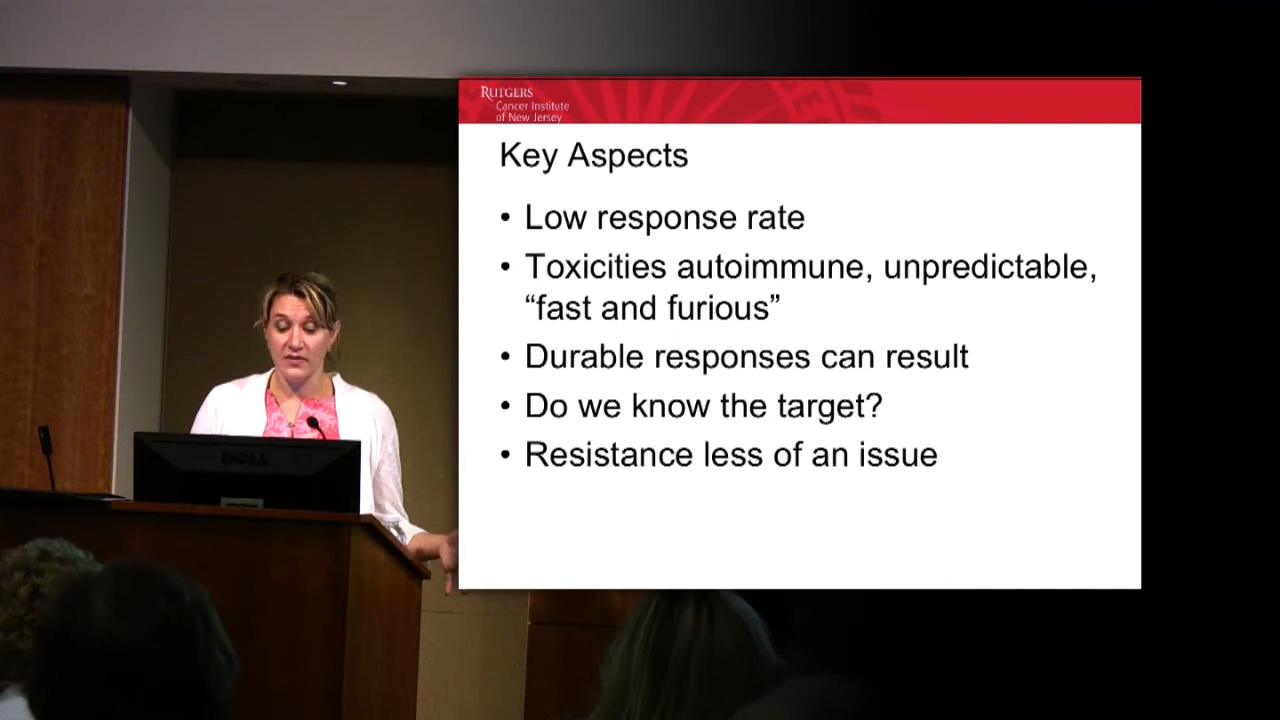 RUTGERS
Cancer Institute
of New Jersey
Key Aspects
• Low response rate
• Toxicities autoimmune, unpredictable,
“fast and furious”
• Durable responses can result
• Do we know the target?
• Resistance less of an issue
DELL